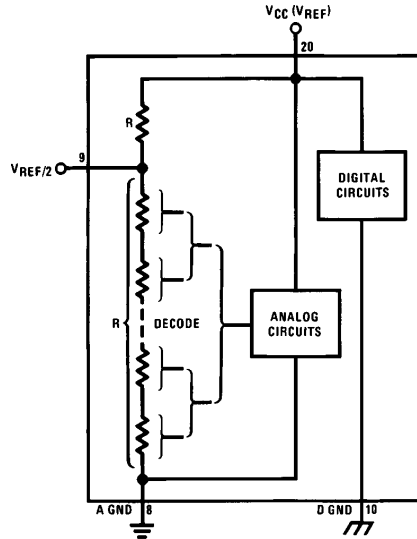 VCC (VREF)
20
R
9
VREF/2
DIGITAL
CIRCUITS
R
DECODE
ANALOG
CIRCUITS
A GND
8
D GND
10